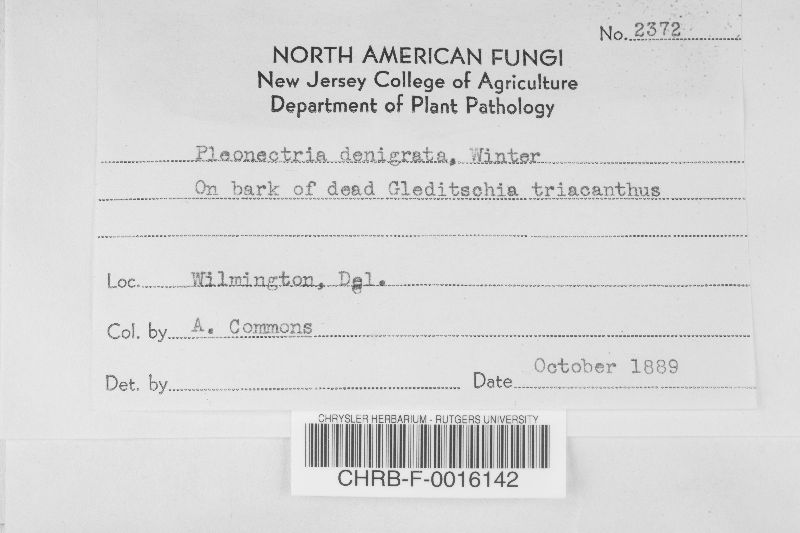 No. 2372
NORTH AMERICAN FUNGI
New Jersey College of Agriculture
Department of Plant Pathology
Pleonectria denigrata, Winter
On bark of dead Gleditschia triacanthus
Loc. Wilmington, Del.
Col. by A. Commons
Det. by Date October 1889
CHRYSLER HERBARIUM - RUTGERS UNIVERSITY
CHRB-F-0016142